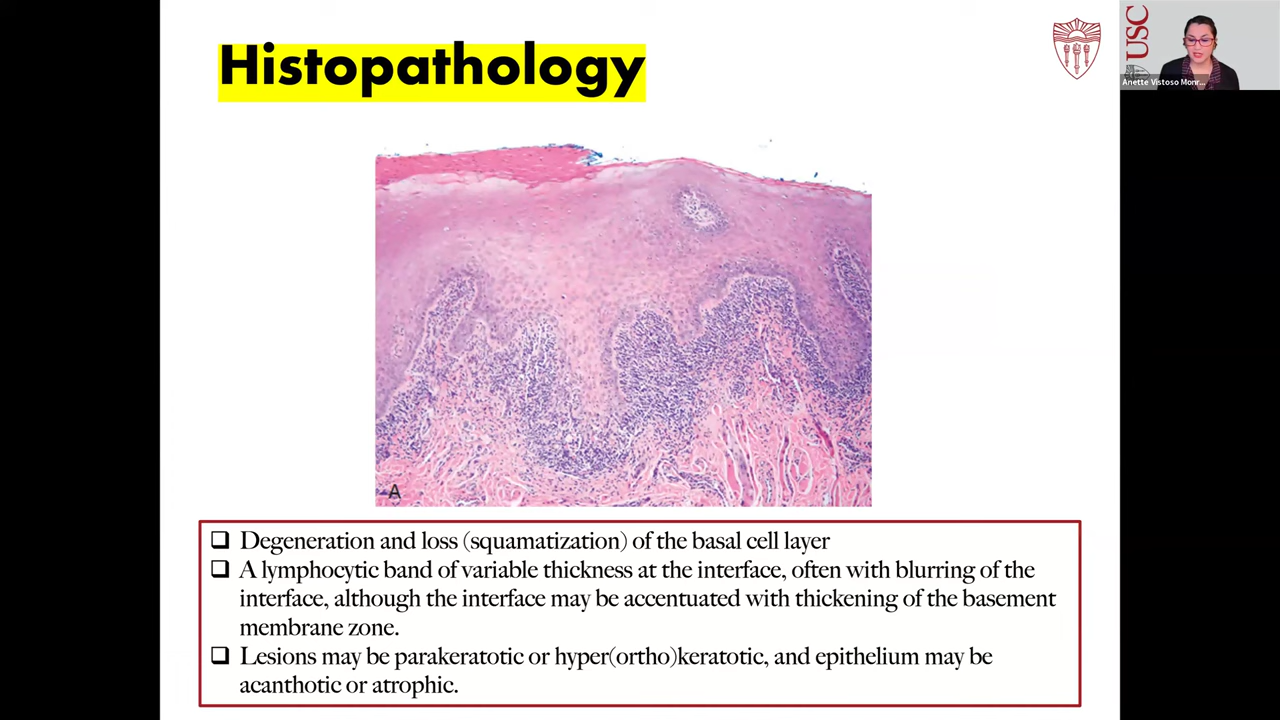 Histopathology
USC
Anette Vistoso Monr...
A
❑ Degeneration and loss (squamatization) of the basal cell layer
❑ A lymphocytic band of variable thickness at the interface, often with blurring of the
interface, although the interface may be accentuated with thickening of the basement
membrane zone.
❑ Lesions may be parakeratotic or hyper(ortho)keratotic, and epithelium may be
acanthotic or atrophic.